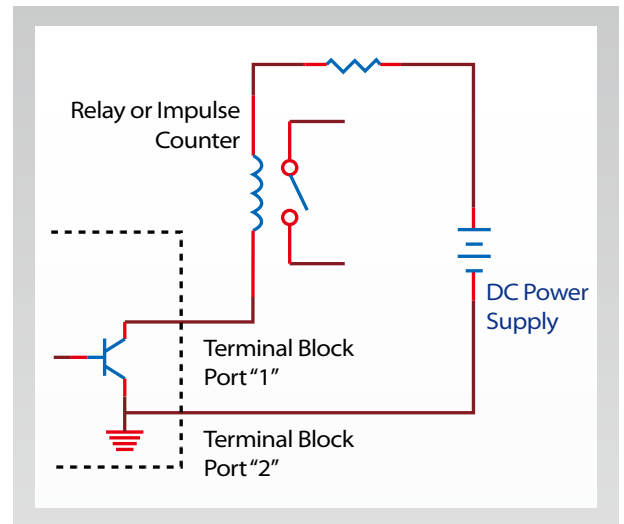 Relay or Impulse
Counter
DC Power
Supply
Terminal Block
Port “1”
Terminal Block
Port “2”